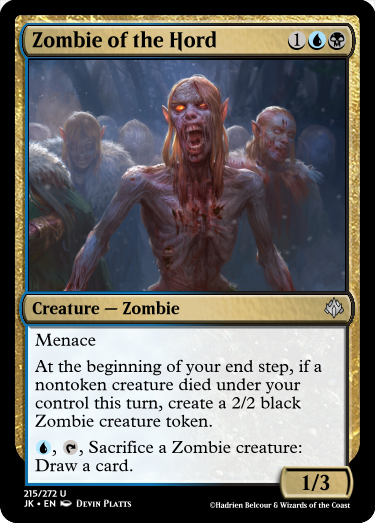 Zombie of the Hord 1
Creature — Zombie
Menace
At the beginning of your end step, if a
nontoken creature died under your
control this turn, create a 2/2 black
Zombie creature token.
, , Sacrifice a Zombie creature:
Draw a card.
1/3
215/272 U
JK • EN Devin Platts
©Hadrien Belcour & Wizards of the Coast